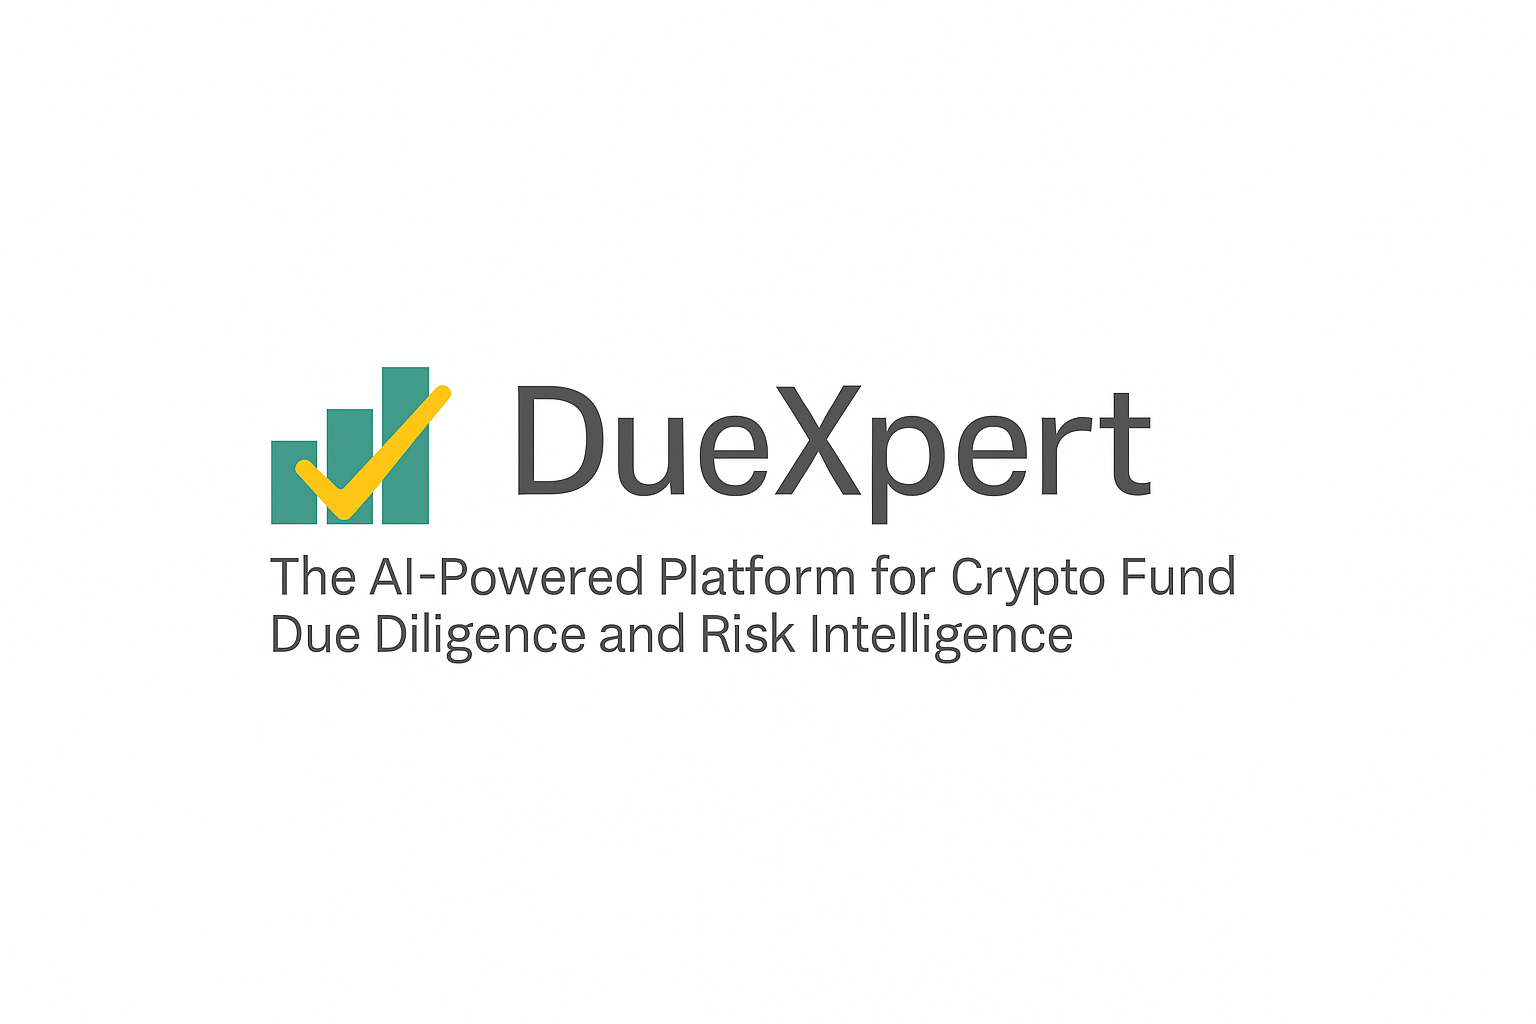 DueXpert
The AI-Powered Platform for Crypto Fund
Due Diligence and Risk Intelligence